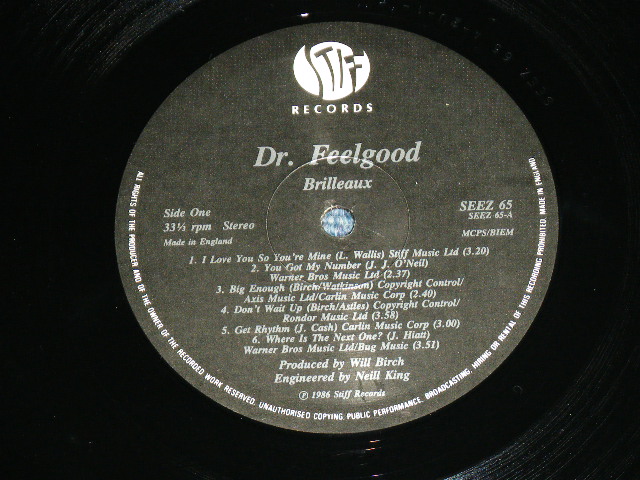 STIFF
RECORDS
Dr. Feelgood
Brilleaux
Side One
33⅓ rpm Stereo
Made in England
SEEZ 65
SEEZ 65-A
MCPS/BIEM
1. I Love You So You're Mine (L. Wallis) Stiff Music Ltd (3.20)
2. You Got My Number (J. J. O'Neil)
Warner Bros Music Ltd (2.37)
3. Big Enough (Birch/Watkinson) Copyright Control/
Axis Music Ltd/Carlin Music Corp (2.40)
4. Don't Wait Up (Birch/Astles) Copyright Control/
Rondor Music Ltd (3.58)
5. Get Rhythm (J. Cash) Carlin Music Corp (3.00)
6. Where Is The Next One? (J. Hiatt)
Warner Bros Music Ltd/Bug Music (3.51)
Produced by Will Birch
Engineered by Neill King
℗ 1986 Stiff Records
ALL RIGHTS OF THE PRODUCER AND OF THE OWNER OF THE RECORDED WORK RESERVED. UNAUTHORISED COPYING, PUBLIC PERFORMANCE, BROADCASTING, HIRING OR RENTAL OF THIS RECORDING PROHIBITED. MADE IN ENGLAND